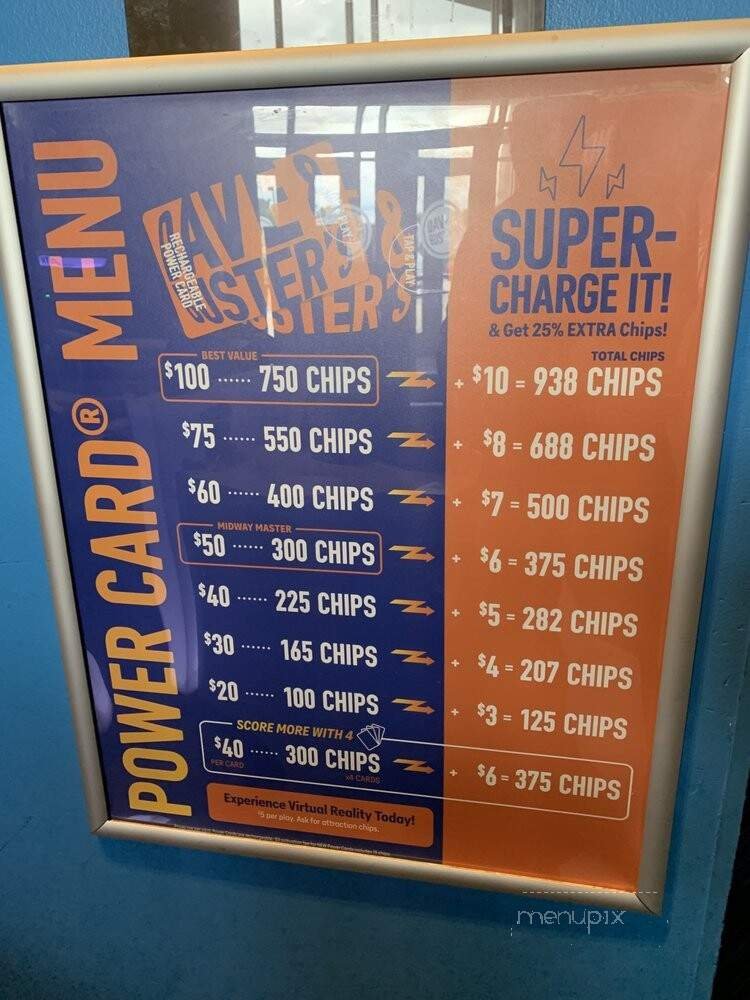 POWER CARD® MENU
RECHARGEABLE
POWER CARD
DAVE &
BUSTER'S
TAP & PLAY
SUPER-
CHARGE IT!
& Get 25% EXTRA Chips!
TOTAL CHIPS
BEST VALUE
$100 ...... 750 CHIPS + $10 = 938 CHIPS
$75 ...... 550 CHIPS + $8 = 688 CHIPS
$60 ...... 400 CHIPS + $7 = 500 CHIPS
MIDWAY MASTER
$50 ...... 300 CHIPS + $6 = 375 CHIPS
$40 ...... 225 CHIPS + $5 = 282 CHIPS
$30 ...... 165 CHIPS + $4 = 207 CHIPS
$20 ...... 100 CHIPS + $3 = 125 CHIPS
SCORE MORE WITH 4
$40 ...... 300 CHIPS + $6 = 375 CHIPS
PER CARD x4 CARDS
Experience Virtual Reality Today!
$5 per play. Ask for attraction chips.
menupix